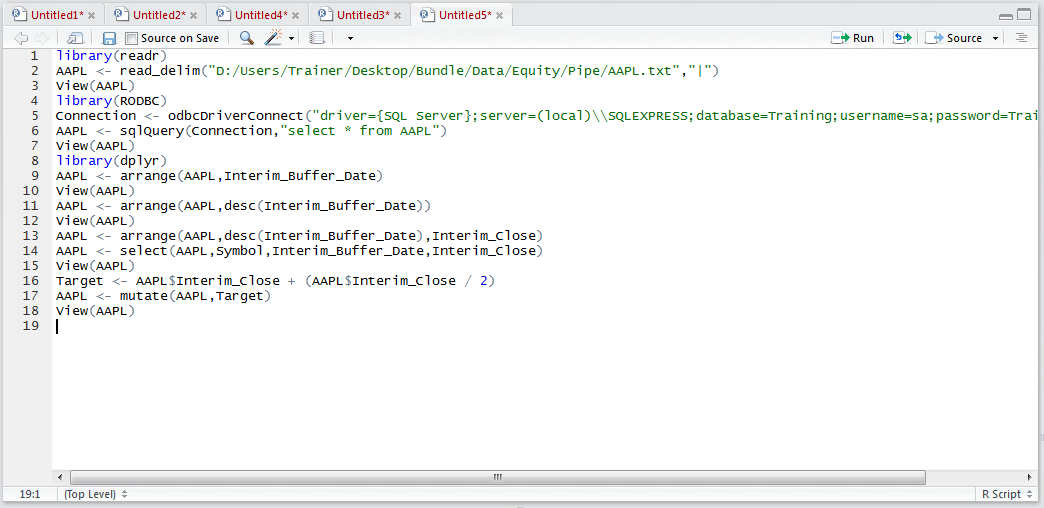 Untitled1* Untitled2* Untitled4* Untitled3* Untitled5*
Source on Save Run Source
1 library(readr)
2 AAPL <- read_delim("D:/Users/Trainer/Desktop/Bundle/Data/Equity/Pipe/AAPL.txt","|")
3 View(AAPL)
4 library(RODBC)
5 Connection <- odbcDriverConnect("driver={SQL Server};server=(local)\\SQLEXPRESS;database=Training;username=sa;password=Trai
6 AAPL <- sqlQuery(Connection,"select * from AAPL")
7 View(AAPL)
8 library(dplyr)
9 AAPL <- arrange(AAPL,Interim_Buffer_Date)
10 View(AAPL)
11 AAPL <- arrange(AAPL,desc(Interim_Buffer_Date))
12 View(AAPL)
13 AAPL <- arrange(AAPL,desc(Interim_Buffer_Date),Interim_Close)
14 AAPL <- select(AAPL,Symbol,Interim_Buffer_Date,Interim_Close)
15 View(AAPL)
16 Target <- AAPL$Interim_Close + (AAPL$Interim_Close / 2)
17 AAPL <- mutate(AAPL,Target)
18 View(AAPL)
19
19:1 (Top Level) R Script